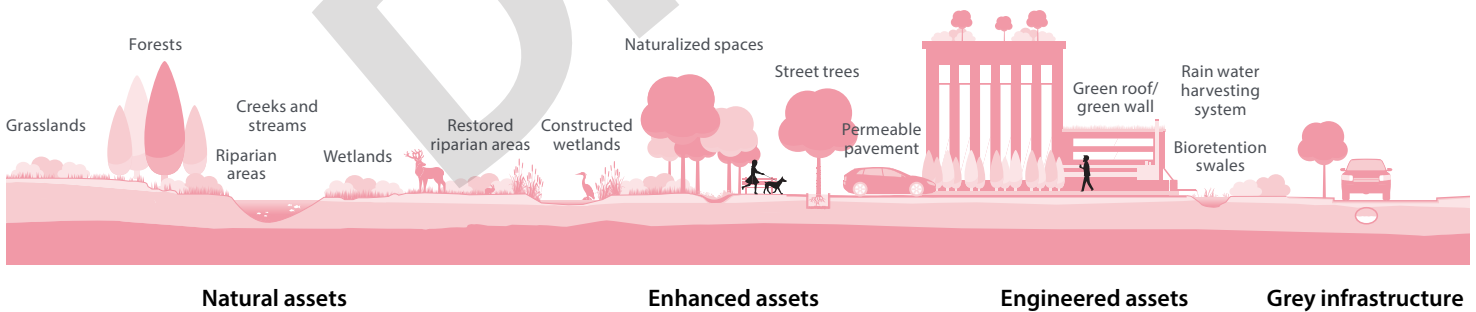 Forests
Naturalized spaces
Street trees
Grasslands
Creeks and
streams
Riparian
areas
Wetlands
Restored
riparian areas
Constructed
wetlands
Permeable
pavement
Green roof/
green wall
Rain water
harvesting
system
Bioretention
swales
Natural assets
Enhanced assets
Engineered assets
Grey infrastructure